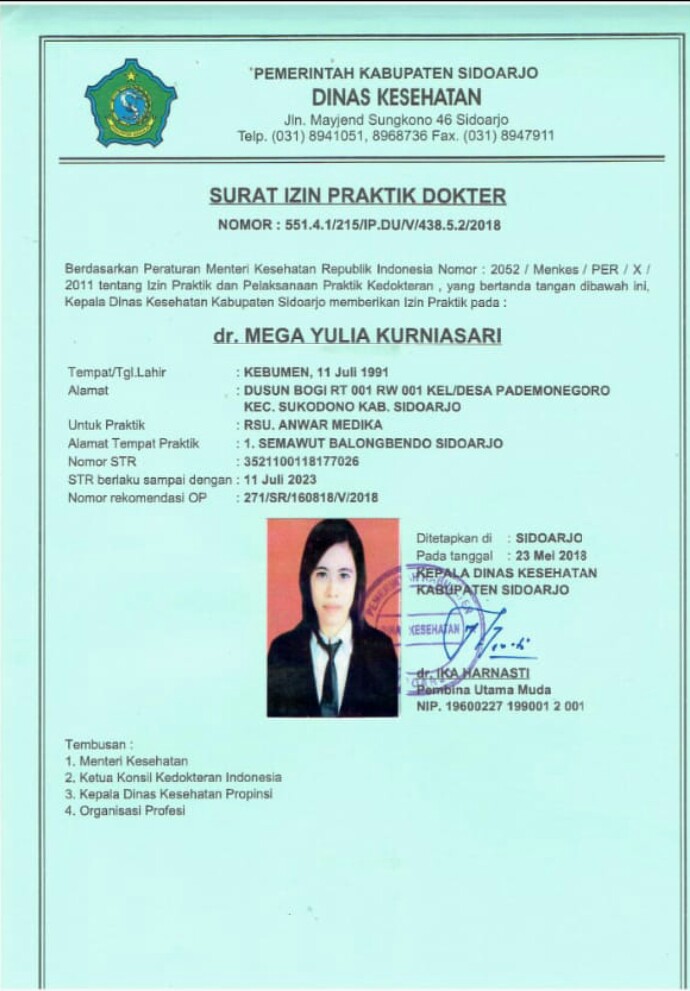 PEMERINTAH KABUPATEN SIDOARJO
DINAS KESEHATAN
Jln. Mayjend Sungkono 46 Sidoarjo
Telp. (031) 8941051, 8968736 Fax. (031) 8947911
SURAT IZIN PRAKTIK DOKTER
NOMOR : 551.4.1/215/IP.DU/V/438.5.2/2018
Berdasarkan Peraturan Menteri Kesehatan Republik Indonesia Nomor : 2052 / Menkes / PER / X /
2011 tentang Izin Praktik dan Pelaksanaan Praktik Kedokteran , yang bertanda tangan dibawah ini,
Kepala Dinas Kesehatan Kabupaten Sidoarjo memberikan Izin Praktik pada :
dr. MEGA YULIA KURNIASARI
Tempat/Tgl.Lahir : KEBUMEN, 11 Juli 1991
Alamat : DUSUN BOGI RT 001 RW 001 KEL/DESA PADEMONEGORO
KEC. SUKODONO KAB. SIDOARJO
Untuk Praktik : RSU. ANWAR MEDIKA
Alamat Tempat Praktik : 1. SEMAWUT BALONGBENDO SIDOARJO
Nomor STR : 3521100118177026
STR berlaku sampai dengan : 11 Juli 2023
Nomor rekomendasi OP : 271/SR/160818/V/2018
Ditetapkan di : SIDOARJO
Pada tanggal : 23 Mei 2018
KEPALA DINAS KESEHATAN
KABUPATEN SIDOARJO
KESEHATAN
dr. IKA HARNASTI
Pembina Utama Muda
NIP. 19600227 199001 2 001
Tembusan :
1. Menteri Kesehatan
2. Ketua Konsil Kedokteran Indonesia
3. Kepala Dinas Kesehatan Propinsi
4. Organisasi Profesi